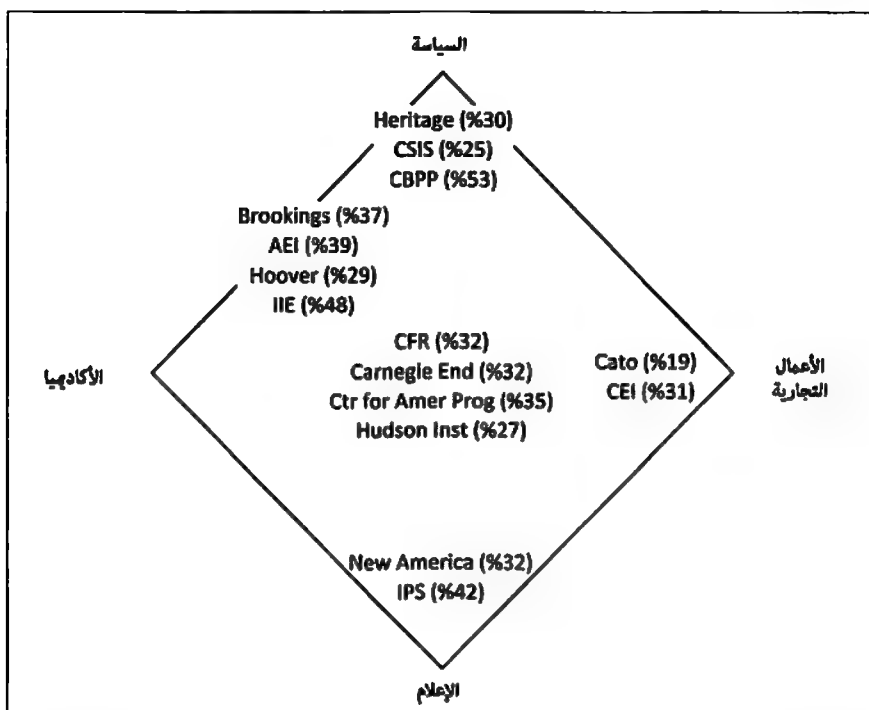 السياسة
Heritage (%30)
CSIS (%25)
CBPP (%53)
Brookings (%37)
AEI (%39)
Hoover (%29)
IIE (%48)
CFR (%32)
Carnegie End (%32)
Ctr for Amer Prog (%35)
Hudson Inst (%27)
Cato (%19)
CEI (%31)
الأعمال
التجارية
الأكاديميا
New America (%32)
IPS (%42)
الإعلام